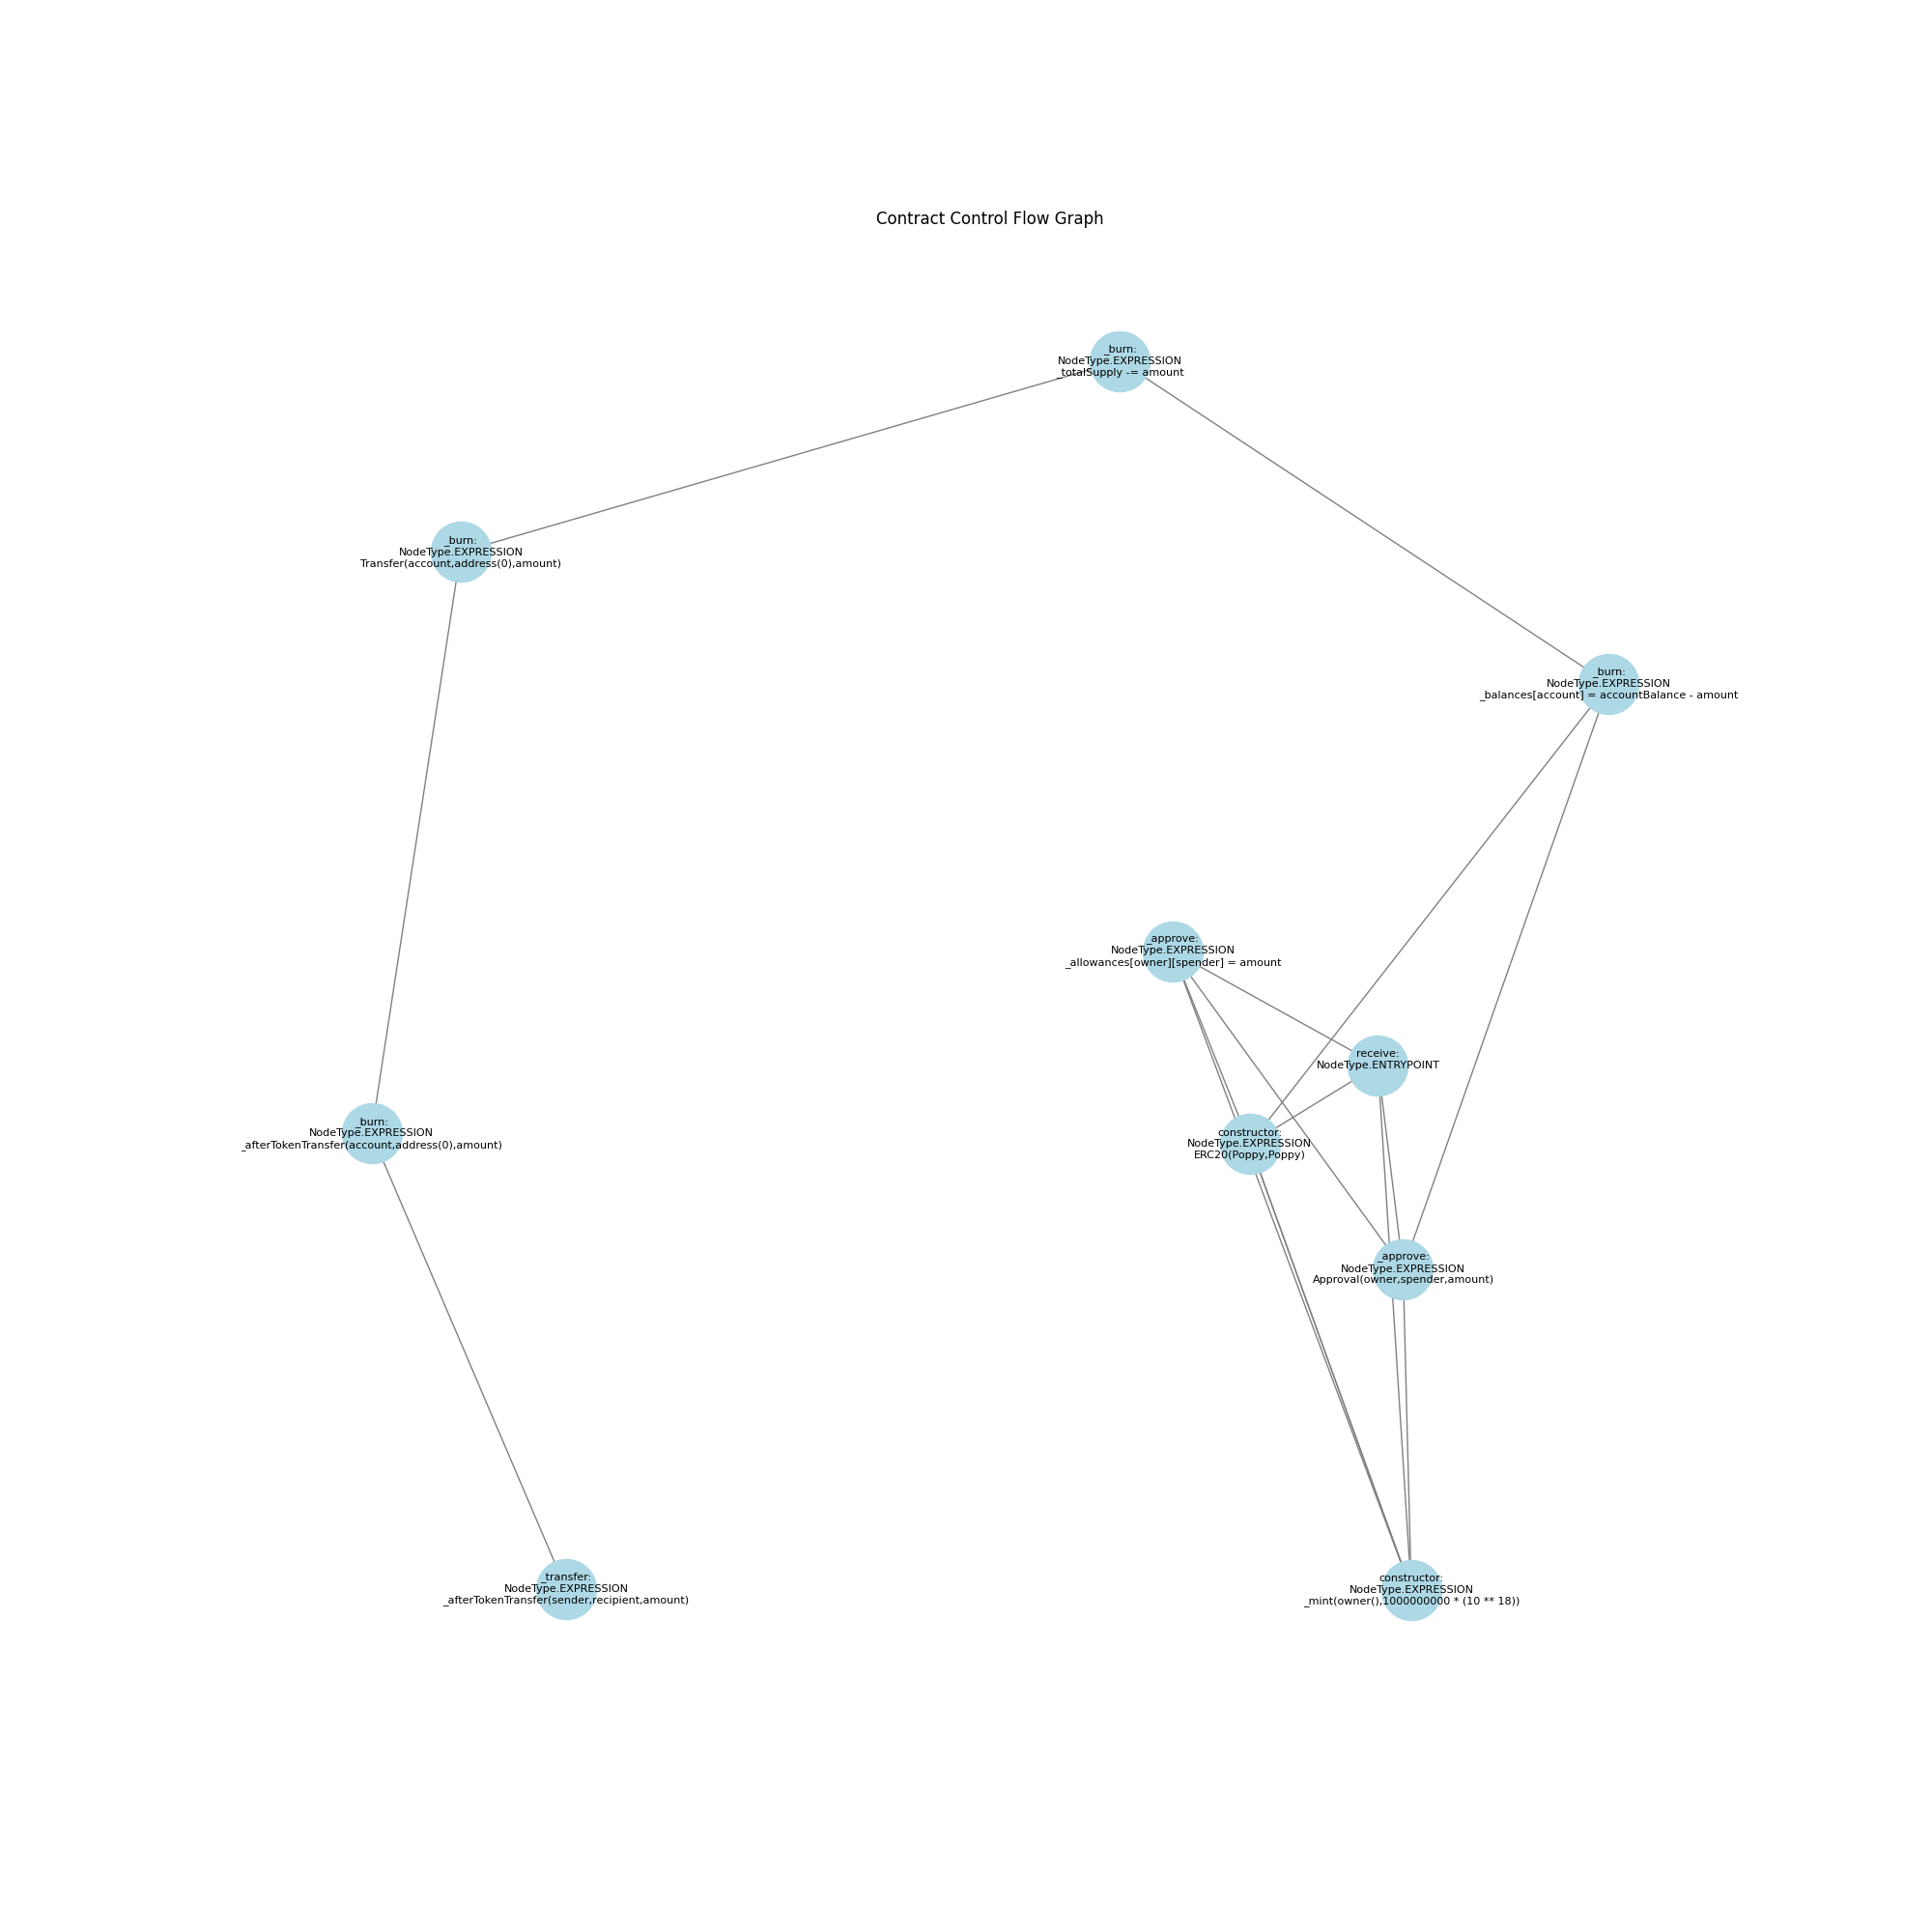 Contract Control Flow Graph
_burn:
NodeType.EXPRESSION
_totalSupply -= amount
_burn:
NodeType.EXPRESSION
Transfer(account,address(0),amount)
_burn:
NodeType.EXPRESSION
_balances[account] = accountBalance - amount
_approve:
NodeType.EXPRESSION
_allowances[owner][spender] = amount
receive:
NodeType.ENTRYPOINT
_burn:
NodeType.EXPRESSION
_afterTokenTransfer(account,address(0),amount)
constructor:
NodeType.EXPRESSION
ERC20(Poppy,Poppy)
_approve:
NodeType.EXPRESSION
Approval(owner,spender,amount)
_transfer:
NodeType.EXPRESSION
_afterTokenTransfer(sender,recipient,amount)
constructor:
NodeType.EXPRESSION
_mint(owner(),1000000000 * (10 ** 18))